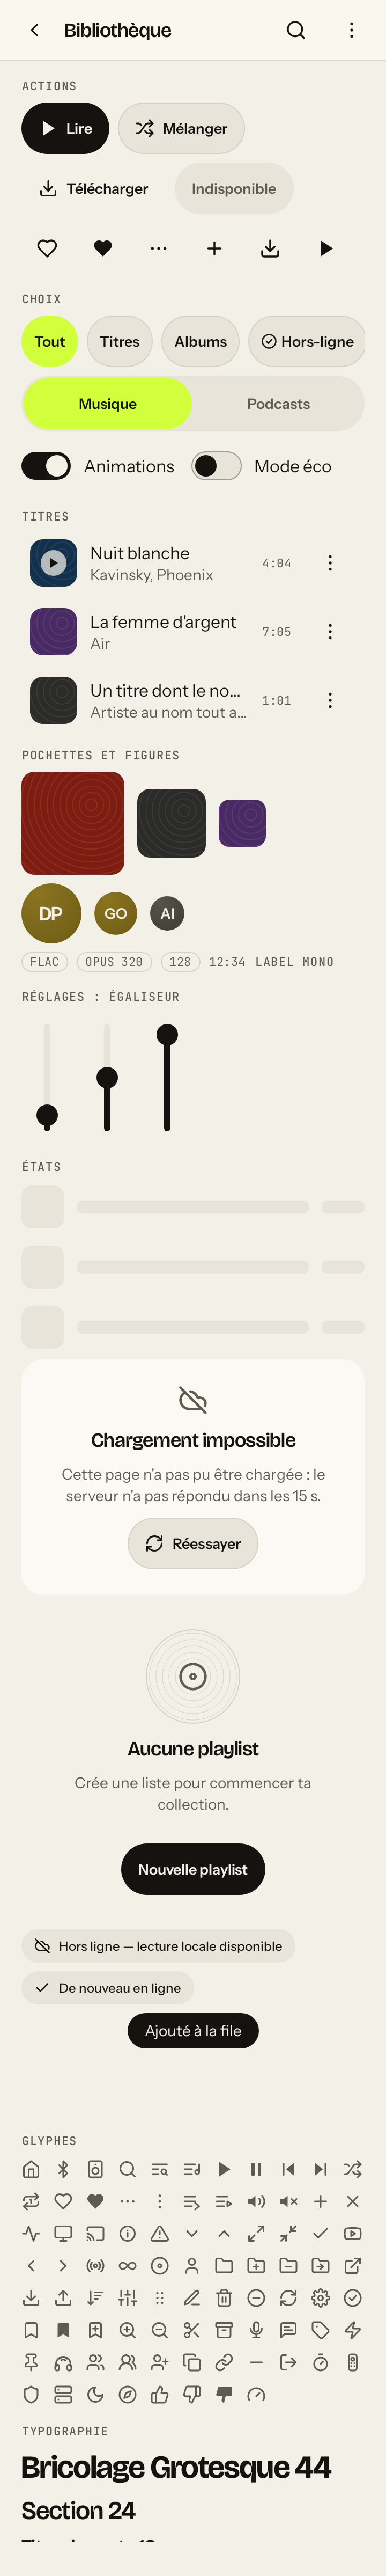 Bibliothèque
ACTIONS
Lire
Mélanger
Télécharger
Indisponible
CHOIX
Tout
Titres
Albums
Hors-ligne
Musique
Podcasts
Animations
Mode éco
TITRES
Nuit blanche
4:04
Kavinsky, Phoenix
La femme d'argent
7:05
Air
Un titre dont le no…
1:01
Artiste au nom tout a…
POCHETTES ET FIGURES
DP
GO
AI
FLAC
OPUS 320
128
12:34
LABEL MONO
RÉGLAGES : ÉGALISEUR
ÉTATS
Chargement impossible
Cette page n'a pas pu être chargée : le
serveur n'a pas répondu dans les 15 s.
Réessayer
Aucune playlist
Crée une liste pour commencer ta
collection.
Nouvelle playlist
Hors ligne — lecture locale disponible
De nouveau en ligne
Ajouté à la file
GLYPHES
TYPOGRAPHIE
Bricolage Grotesque 44
Section 24